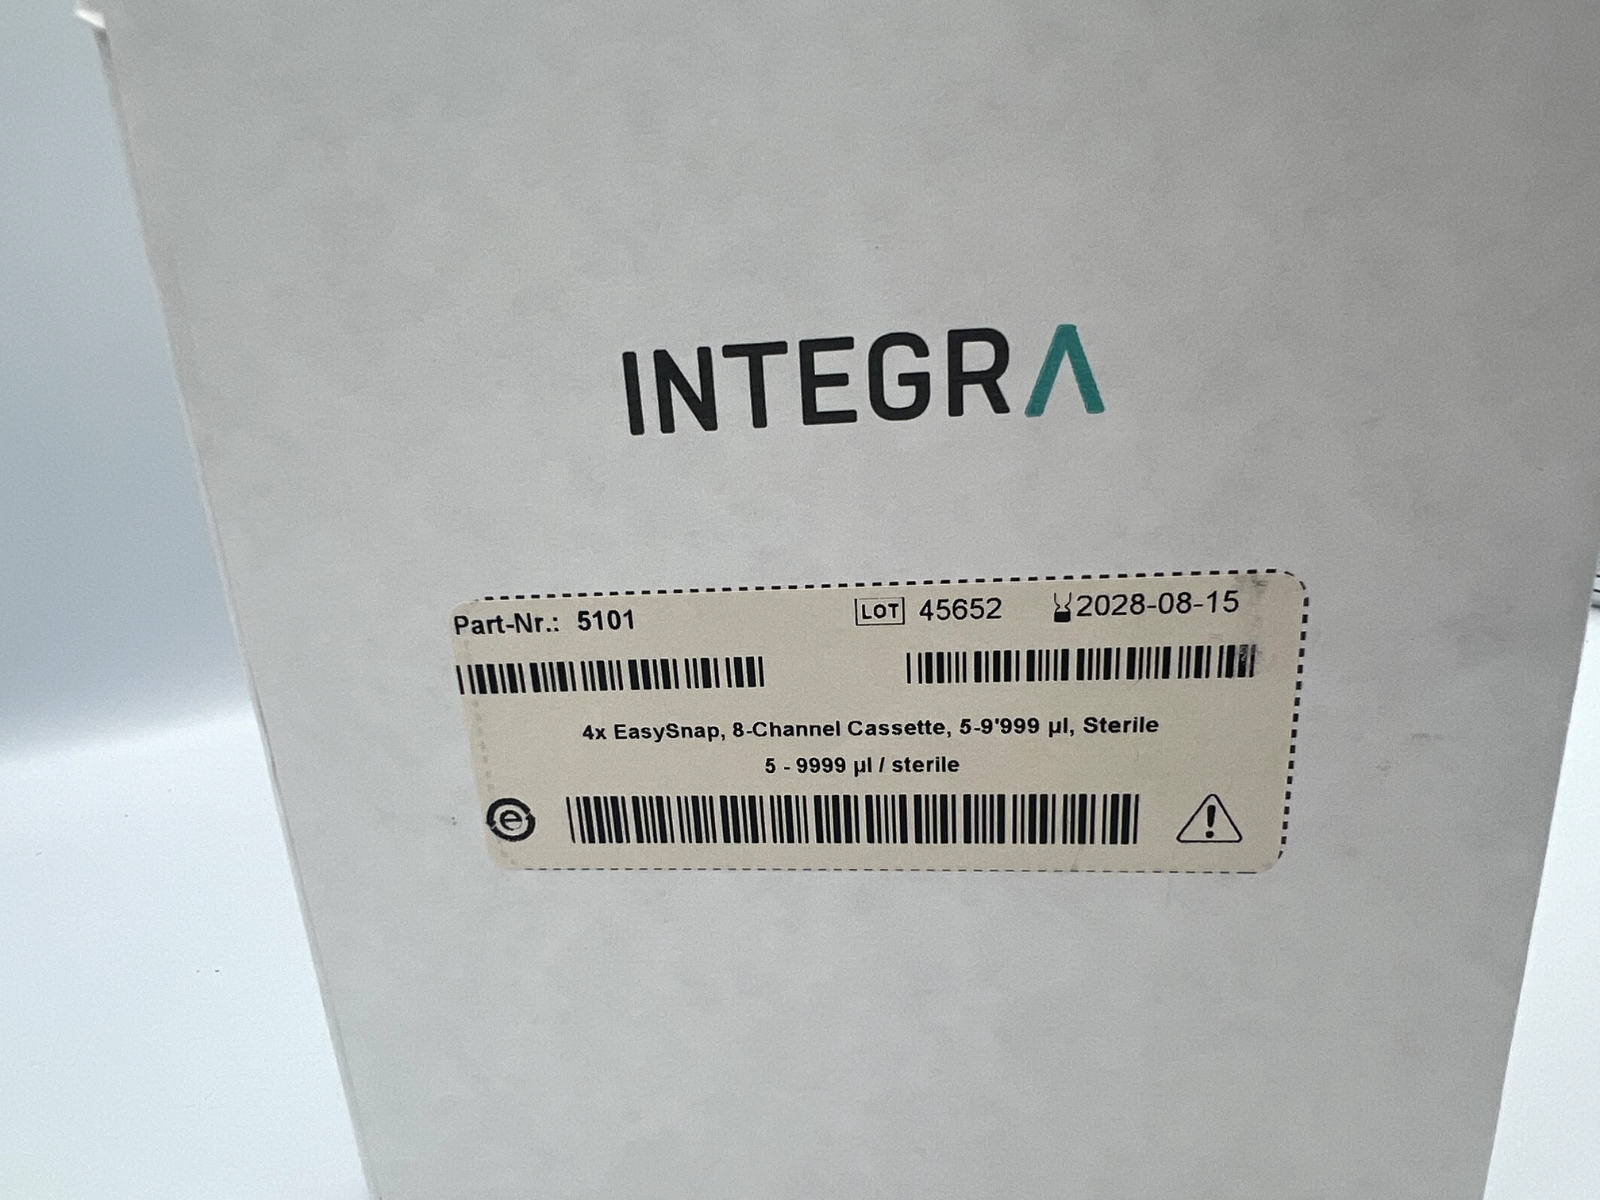 INTEGRA
Part-Nr.: 5101 LOT 45652 2028-08-15
4x EasySnap, 8-Channel Cassette, 5-9'999 µl, Sterile
5 - 9999 µl / sterile
e